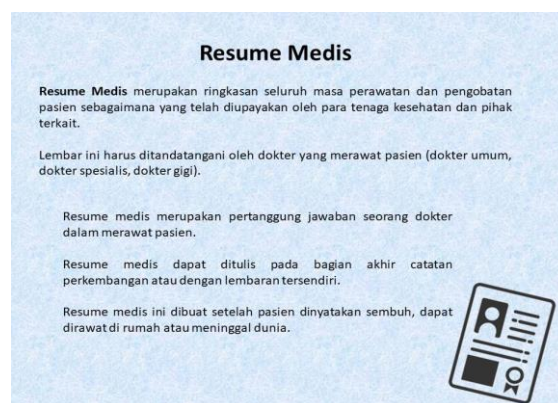 Resume Medis
Resume Medis merupakan ringkasan seluruh masa perawatan dan pengobatan
pasien sebagaimana yang telah diupayakan oleh para tenaga kesehatan dan pihak
terkait.
Lembar ini harus ditandatangani oleh dokter yang merawat pasien (dokter umum,
dokter spesialis, dokter gigi).
Resume medis merupakan pertanggung jawaban seorang dokter
dalam merawat pasien.
Resume medis dapat ditulis pada bagian akhir catatan
perkembangan atau dengan lembaran tersendiri.
Resume medis ini dibuat setelah pasien dinyatakan sembuh, dapat
dirawat di rumah atau meninggal dunia.